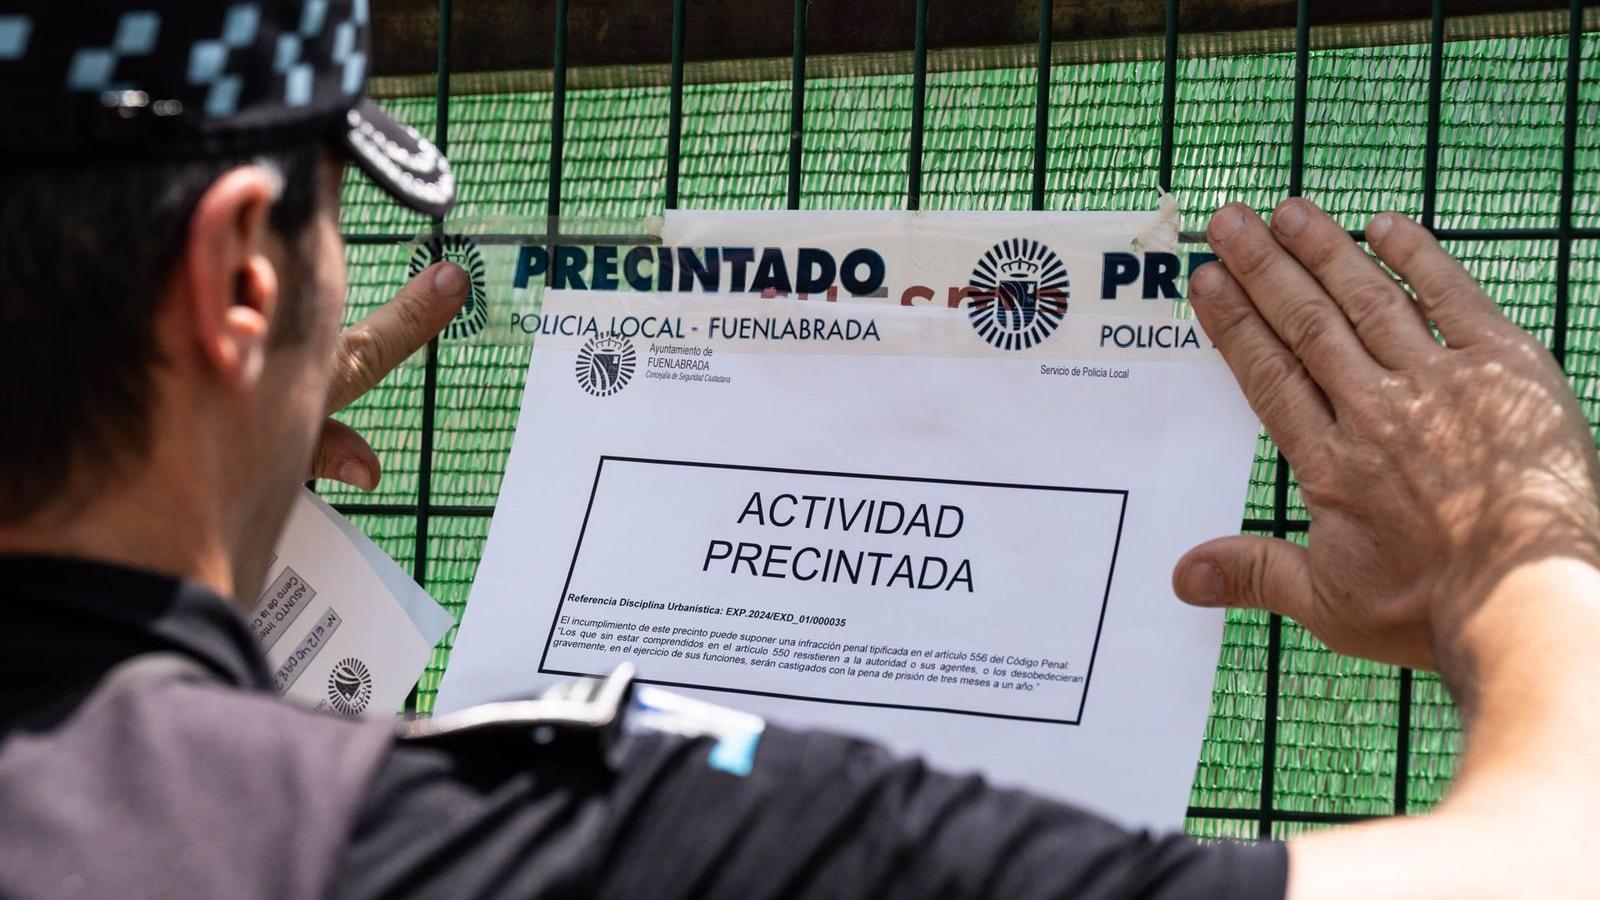 PRECINTADO
POLICIA LOCAL - FUENLABRADA
PRE
POLICIA
Ayuntamiento de
FUENLABRADA
Concejalía de Seguridad Ciudadana
Servicio de Policía Local
ACTIVIDAD
PRECINTADA
Referencia Disciplina Urbanística: EXP.2024/EXD_01/000035
El incumplimiento de este precinto puede suponer una infracción penal tipificada en el artículo 556 del Código Penal:
"Los que sin estar comprendidos en el artículo 550 resistieren a la autoridad o sus agentes, o los desobedecieran
gravemente, en el ejercicio de sus funciones, serán castigados con la pena de prisión de tres meses a un año."
ASUNTO:
Cerro de la